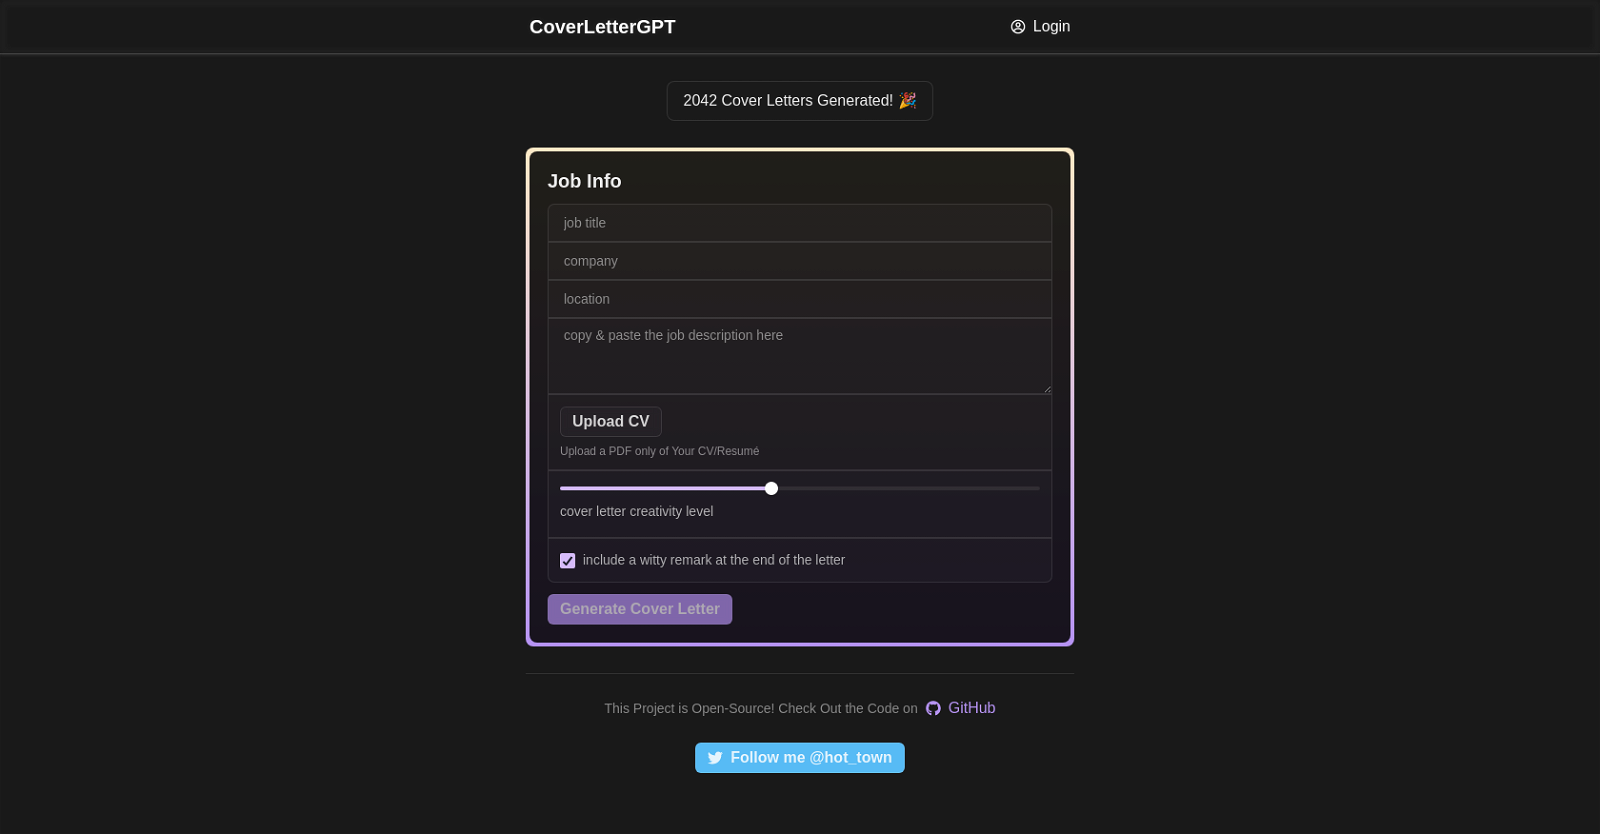 CoverLetterGPT
Login
2042 Cover Letters Generated! 🎉
Job Info
job title
company
location
copy & paste the job description here
Upload CV
Upload a PDF only of Your CV/Resumé
cover letter creativity level
include a witty remark at the end of the letter
Generate Cover Letter
This Project is Open-Source! Check Out the Code on GitHub
Follow me @hot_town